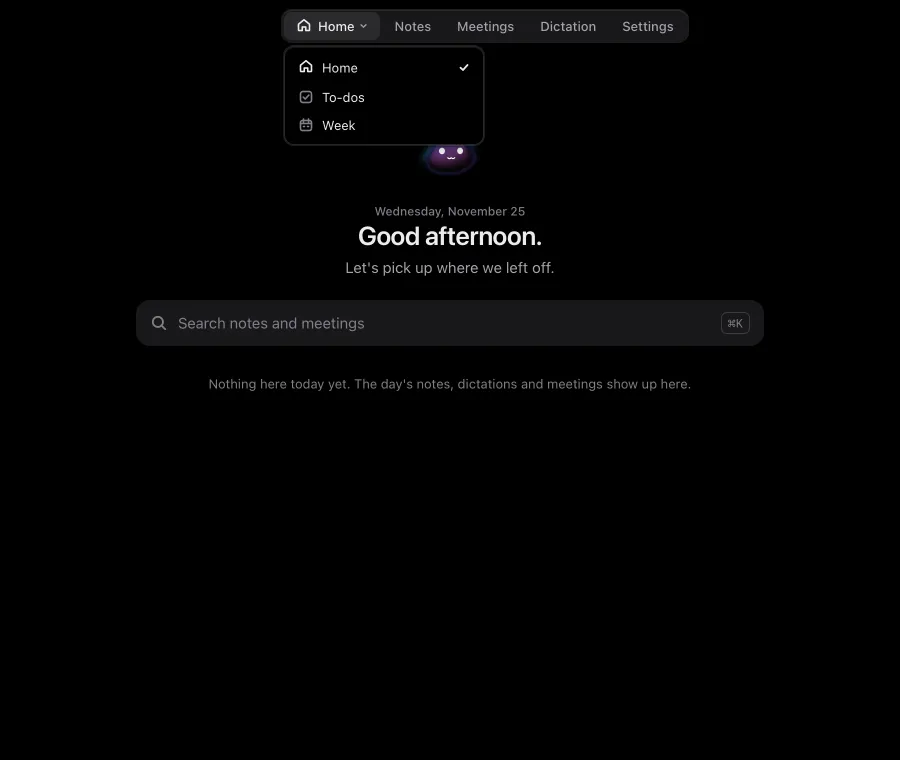 Home Notes Meetings Dictation Settings
Home
To-dos
Week
Wednesday, November 25
Good afternoon.
Let's pick up where we left off.
Search notes and meetings ⌘K
Nothing here today yet. The day's notes, dictations and meetings show up here.